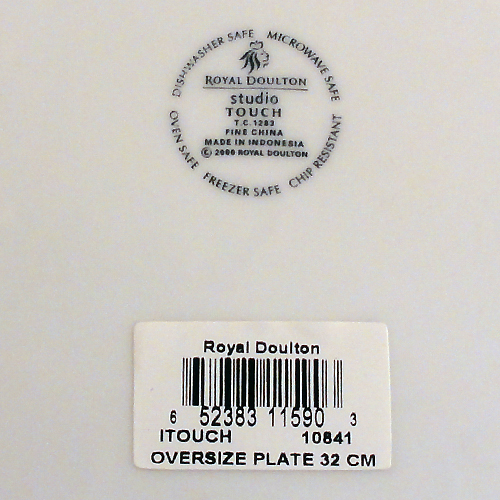 DISHWASHER SAFE MICROWAVE SAFE
ROYAL DOULTON
studio
TOUCH
T.C.1283
FINE CHINA
MADE IN INDONESIA
© 2000 ROYAL DOULTON
OVEN SAFE FREEZER SAFE CHIP RESISTANT
Royal Doulton
6 52383 11590 3
ITOUCH 10841
OVERSIZE PLATE 32 CM